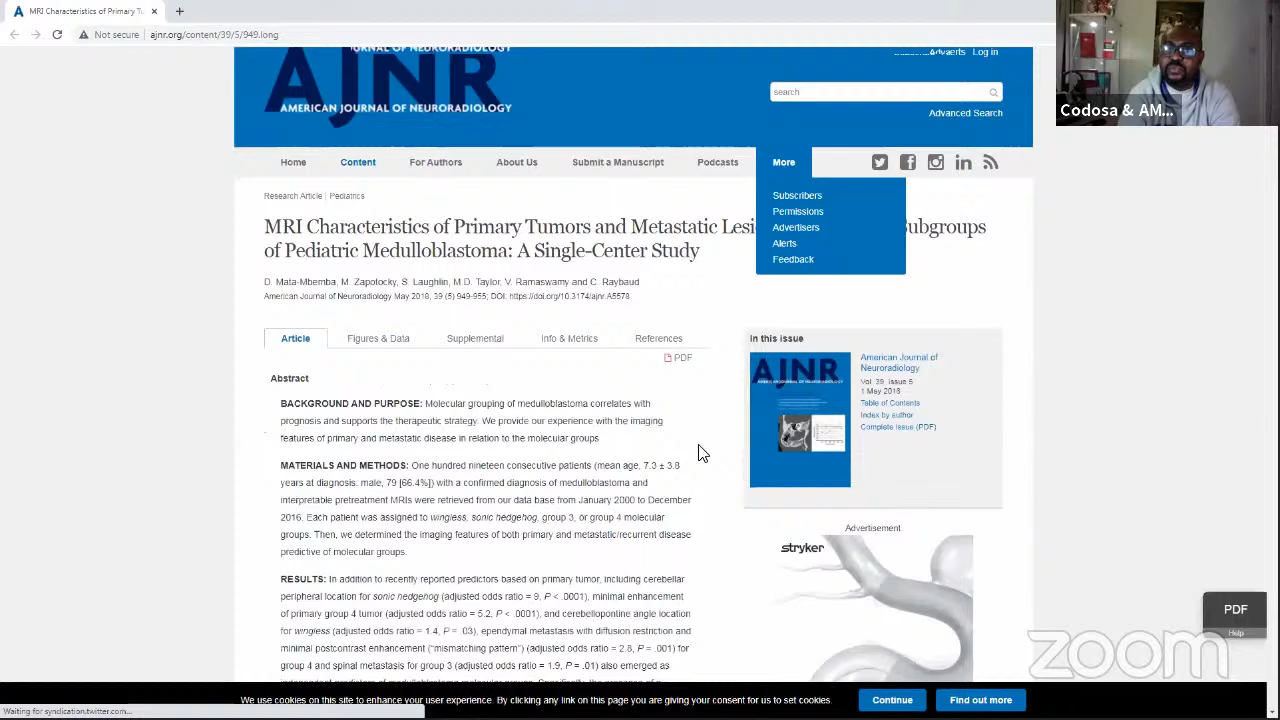 MRI Characteristics of Primary Tu
Not secure
ajnr.org/content/39/5/949.long
AJNR
AMERICAN JOURNAL OF NEURORADIOLOGY
Log in
search
Advanced Search
Home
Content
For Authors
About Us
Submit a Manuscript
Podcasts
More
Subscribers
Permissions
Advertisers
Alerts
Feedback
Research Article | Pediatrics
MRI Characteristics of Primary Tumors and Metastatic Lesi Subgroups
of Pediatric Medulloblastoma: A Single-Center Study
D. Mata-Mbemba, M. Zapotocky, S. Laughlin, M.D. Taylor, V. Ramaswamy and C. Raybaud
American Journal of Neuroradiology May 2018, 39 (5) 949-955; DOI: https://doi.org/10.3174/ajnr.A5578
Article
Figures & Data
Supplemental
Info & Metrics
References
PDF
Abstract
BACKGROUND AND PURPOSE: Molecular grouping of medulloblastoma correlates with
prognosis and supports the therapeutic strategy. We provide our experience with the imaging
features of primary and metastatic disease in relation to the molecular groups
MATERIALS AND METHODS: One hundred nineteen consecutive patients (mean age, 7.3 ± 3.8
years at diagnosis; male, 79 [66.4%]) with a confirmed diagnosis of medulloblastoma and
interpretable pretreatment MRIs were retrieved from our data base from January 2000 to December
2016. Each patient was assigned to wingless, sonic hedgehog, group 3, or group 4 molecular
groups. Then, we determined the imaging features of both primary and metastatic/recurrent disease
predictive of molecular groups.
RESULTS: In addition to recently reported predictors based on primary tumor, including cerebellar
peripheral location for sonic hedgehog (adjusted odds ratio = 9, P < .0001), minimal enhancement
of primary group 4 tumor (adjusted odds ratio = 5.2, P < .0001), and cerebellopontine angle location
for wingless (adjusted odds ratio = 1.4, P = .03), ependymal metastasis with diffusion restriction and
minimal postcontrast enhancement ("mismatching pattern") (adjusted odds ratio = 2.8, P = .001) for
group 4 and spinal metastasis for group 3 (adjusted odds ratio = 1.9, P = .01) also emerged as
In this issue
AJNR
American Journal of
Neuroradiology
Vol. 39, Issue 5
1 May 2018
Table of Contents
Index by author
Complete Issue (PDF)
Advertisement
stryker
PDF
Help
We use cookies on this site to enhance your user experience. By clicking any link on this page you are giving your consent for us to set cookies.
Continue
Find out more
Waiting for syndication.twitter.com...
Codosa & AM...
zoom